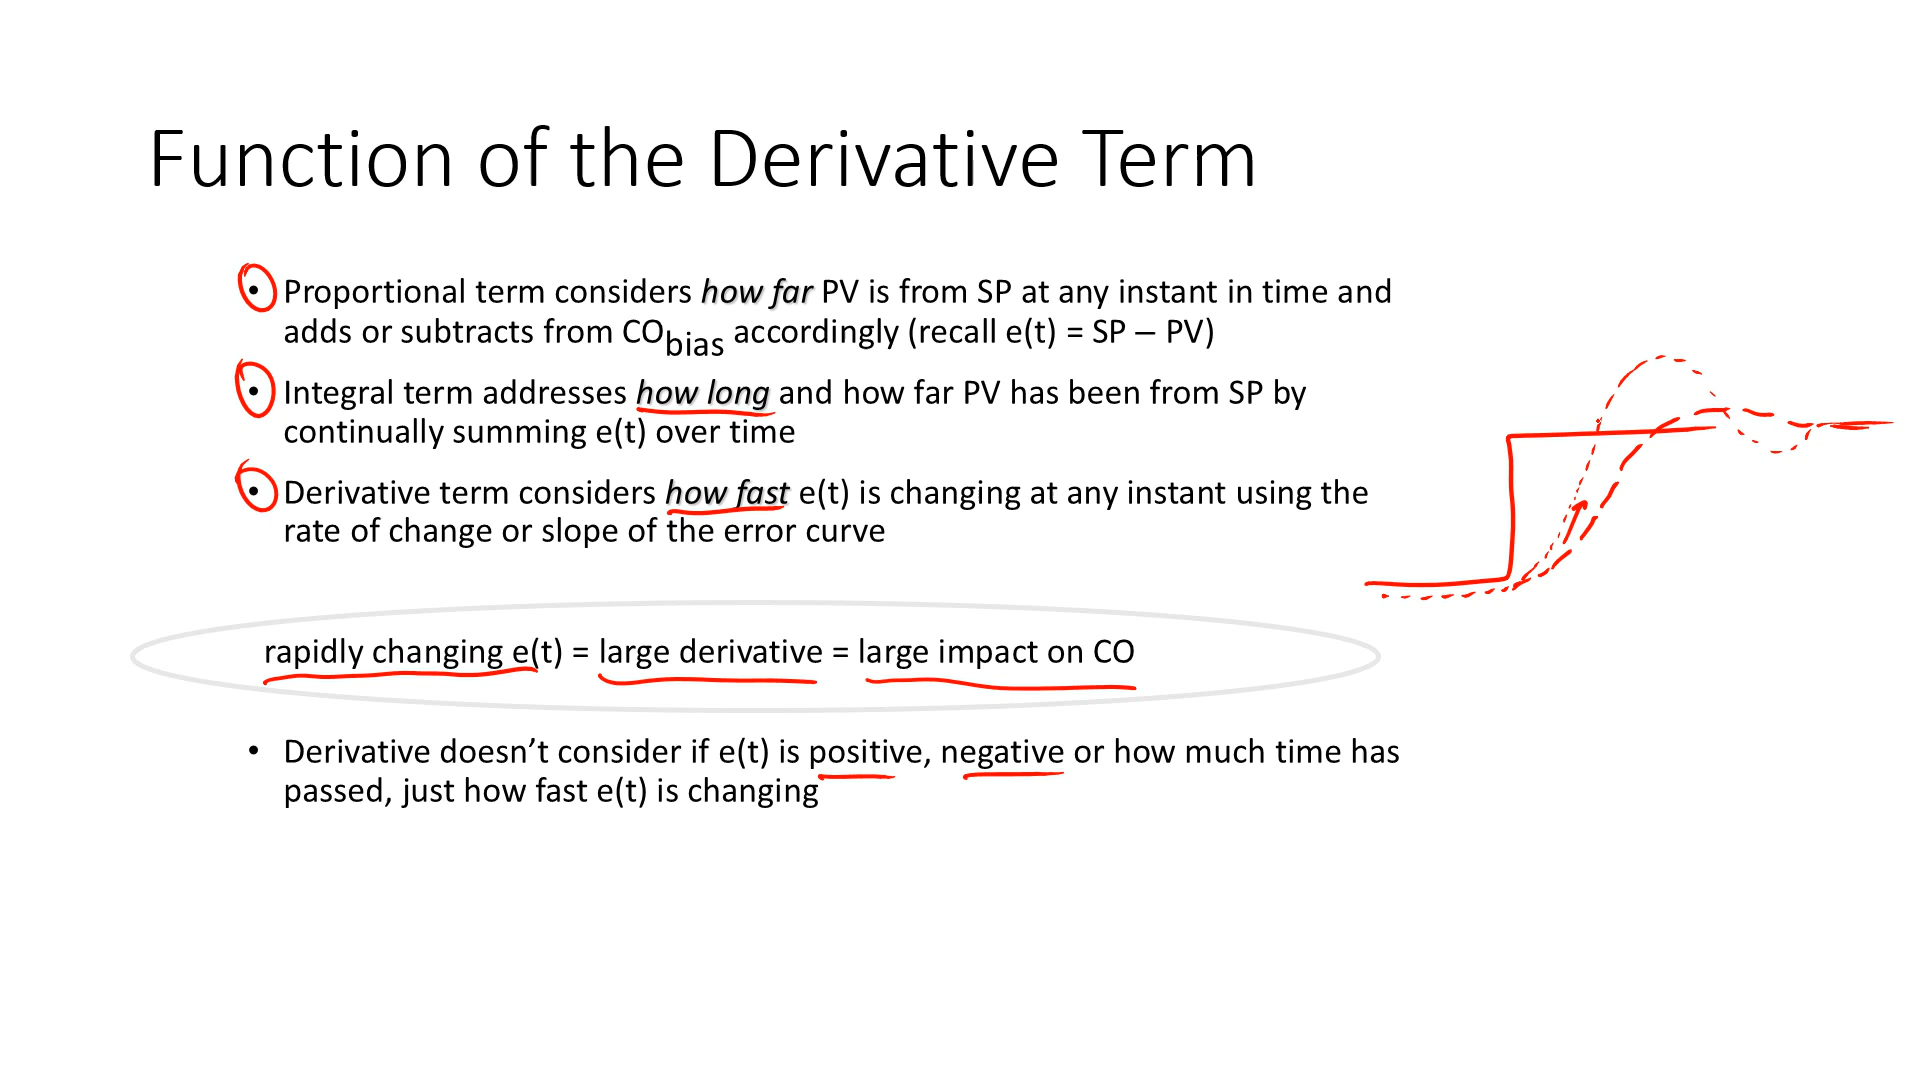 Function of the Derivative Term
• Proportional term considers how far PV is from SP at any instant in time and
adds or subtracts from CObias accordingly (recall e(t) = SP – PV)
• Integral term addresses how long and how far PV has been from SP by
continually summing e(t) over time
• Derivative term considers how fast e(t) is changing at any instant using the
rate of change or slope of the error curve
rapidly changing e(t) = large derivative = large impact on CO
• Derivative doesn’t consider if e(t) is positive, negative or how much time has
passed, just how fast e(t) is changing